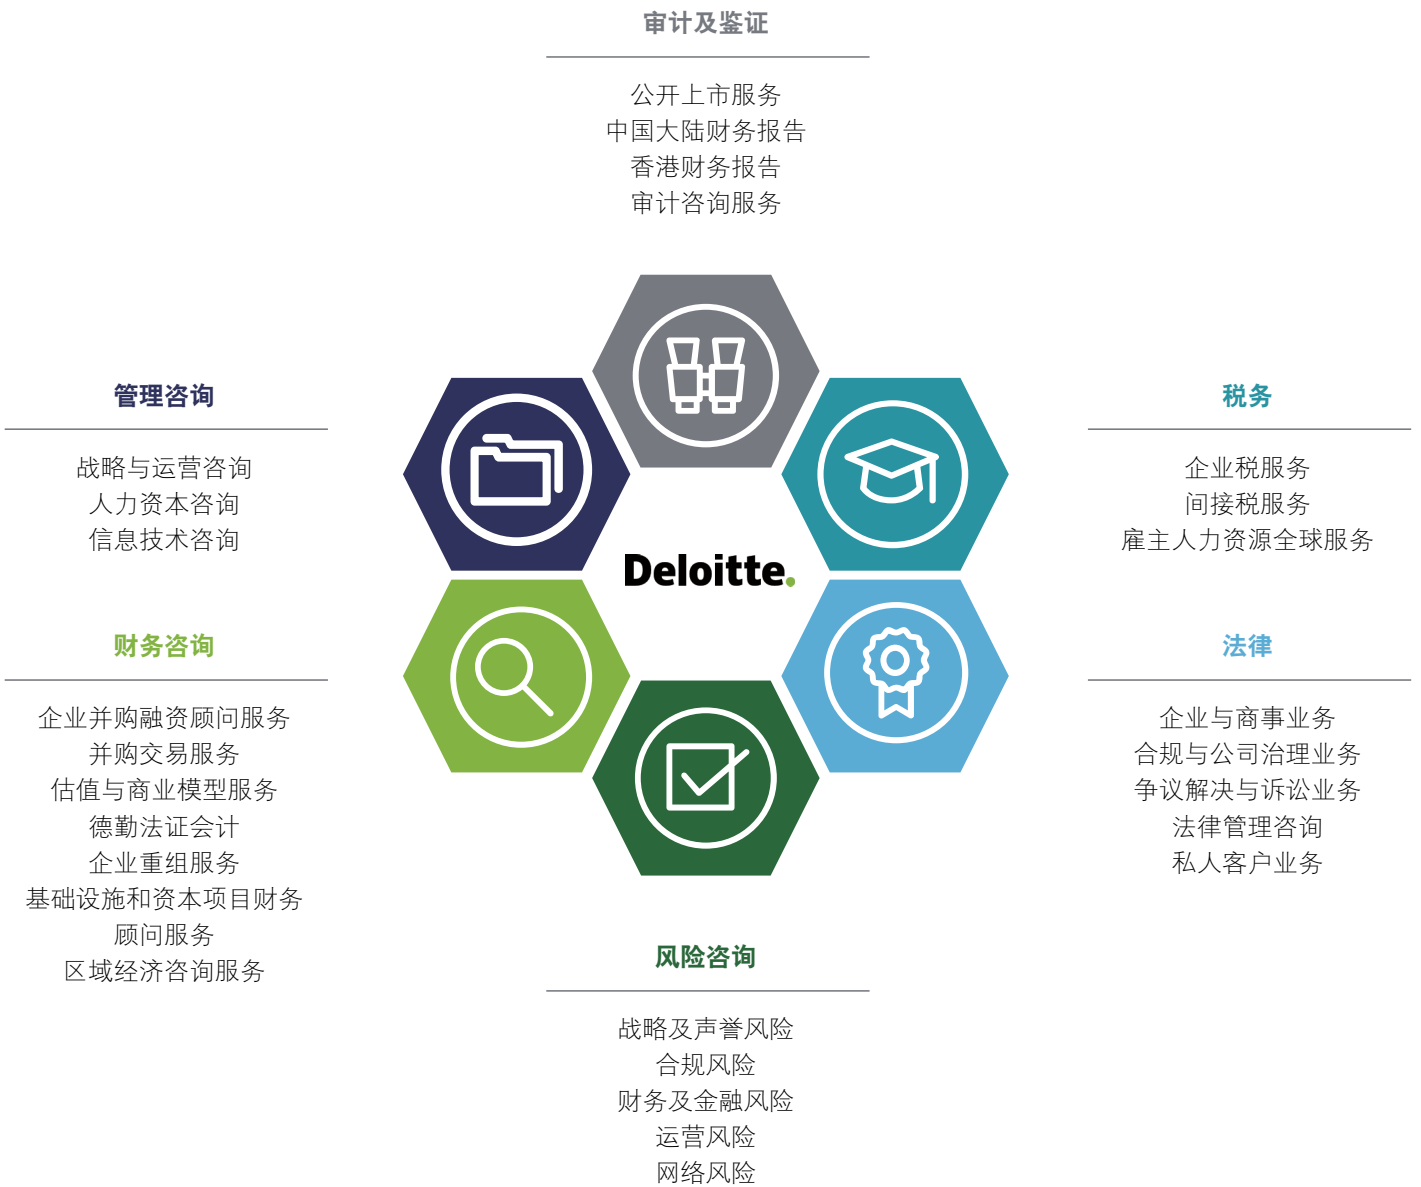 审计及鉴证
公开上市服务
中国大陆财务报告
香港财务报告
审计咨询服务
管理咨询
战略与运营咨询
人力资本咨询
信息技术咨询
税务
企业税服务
间接税服务
雇主人力资源全球服务
Deloitte.
财务咨询
企业并购融资顾问服务
并购交易服务
估值与商业模型服务
德勤法证会计
企业重组服务
基础设施和资本项目财务
顾问服务
区域经济咨询服务
法律
企业与商事业务
合规与公司治理业务
争议解决与诉讼业务
法律管理咨询
私人客户业务
风险咨询
战略及声誉风险
合规风险
财务及金融风险
运营风险
网络风险